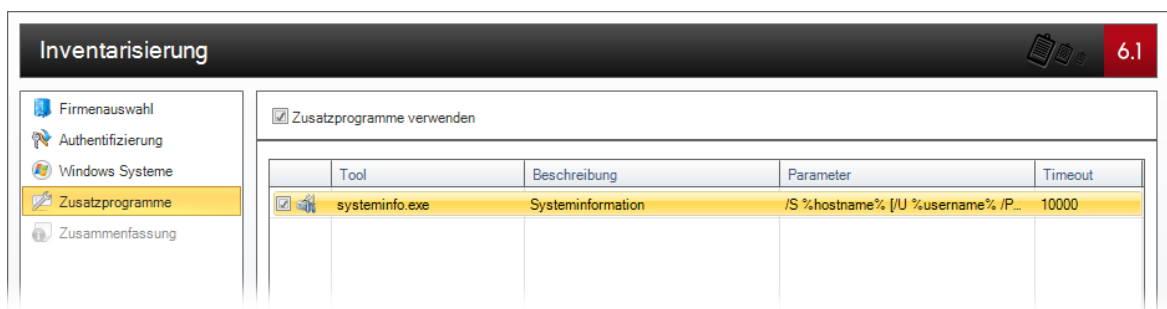 Inventarisierung 6.1
Firmenauswahl
Authentifizierung
Windows Systeme
Zusatzprogramme
Zusammenfassung
Zusatzprogramme verwenden
Tool Beschreibung Parameter Timeout
systeminfo.exe Systeminformation /S %hostname% [/U %username% /P... 10000